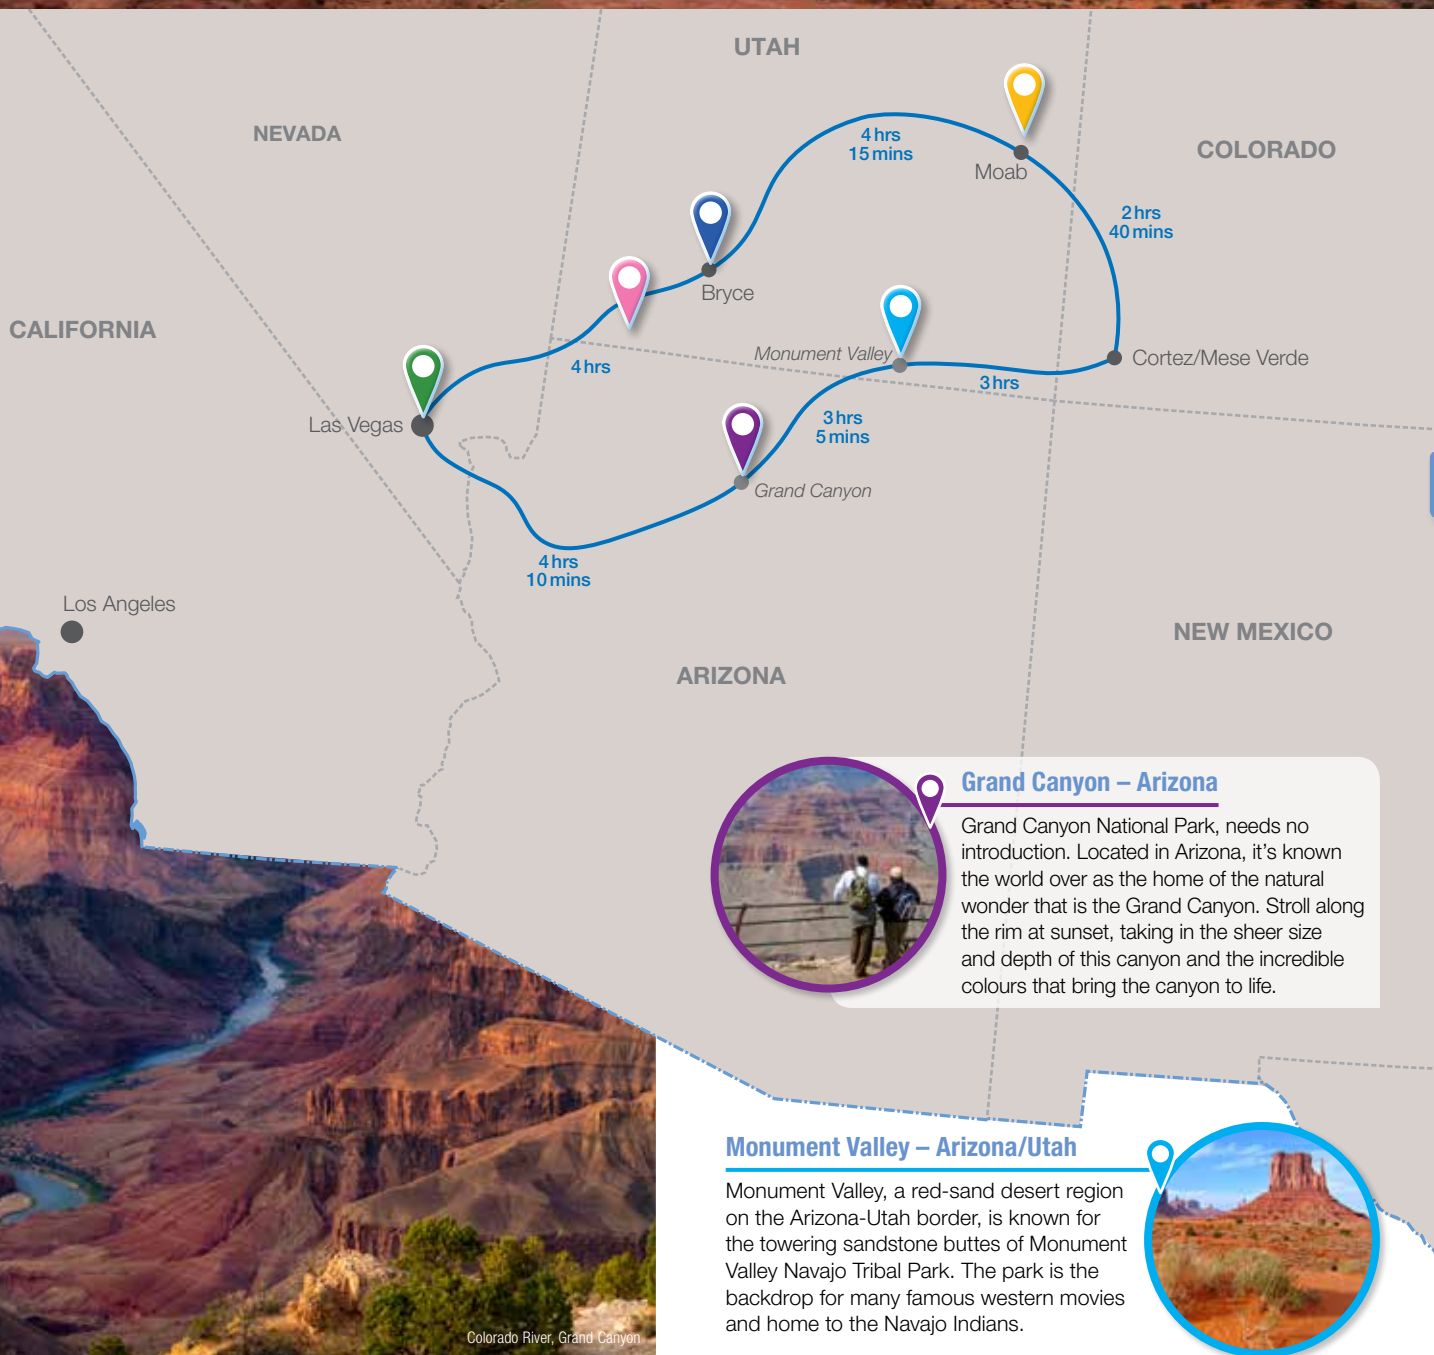 UTAH
NEVADA
COLORADO
4 hrs
15 mins
Moab
2 hrs
40 mins
Bryce
CALIFORNIA
Monument Valley
Cortez/Mese Verde
4 hrs
3 hrs
Las Vegas
3 hrs
5 mins
Grand Canyon
4 hrs
10 mins
Los Angeles
NEW MEXICO
ARIZONA
Grand Canyon – Arizona
Grand Canyon National Park, needs no
introduction. Located in Arizona, it's known
the world over as the home of the natural
wonder that is the Grand Canyon. Stroll along
the rim at sunset, taking in the sheer size
and depth of this canyon and the incredible
colours that bring the canyon to life.
Monument Valley – Arizona/Utah
Monument Valley, a red-sand desert region
on the Arizona-Utah border, is known for
the towering sandstone buttes of Monument
Valley Navajo Tribal Park. The park is the
backdrop for many famous western movies
and home to the Navajo Indians.
Colorado River, Grand Canyon